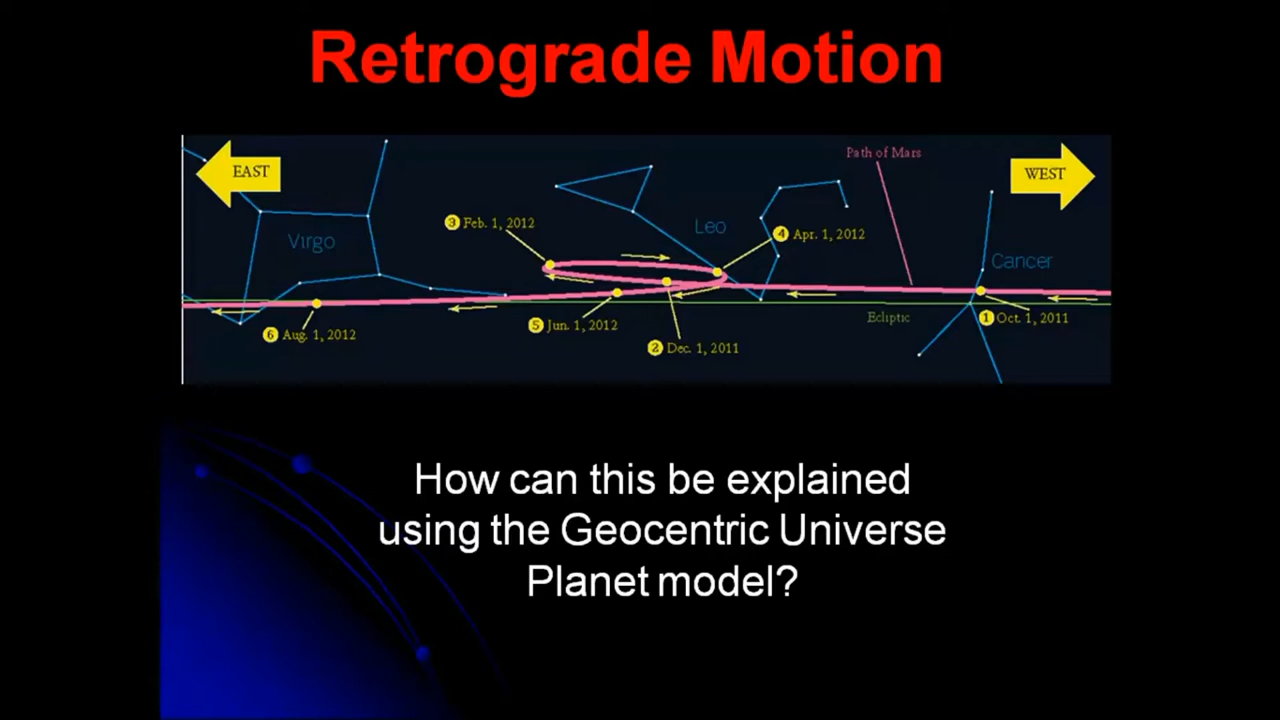 Retrograde Motion
EAST
Path of Mars
WEST
3 Feb. 1, 2012
Leo
4 Apr. 1, 2012
Virgo
Cancer
6 Aug. 1, 2012
5 Jun. 1, 2012
2 Dec. 1, 2011
Ecliptic
1 Oct. 1, 2011
How can this be explained
using the Geocentric Universe
Planet model?